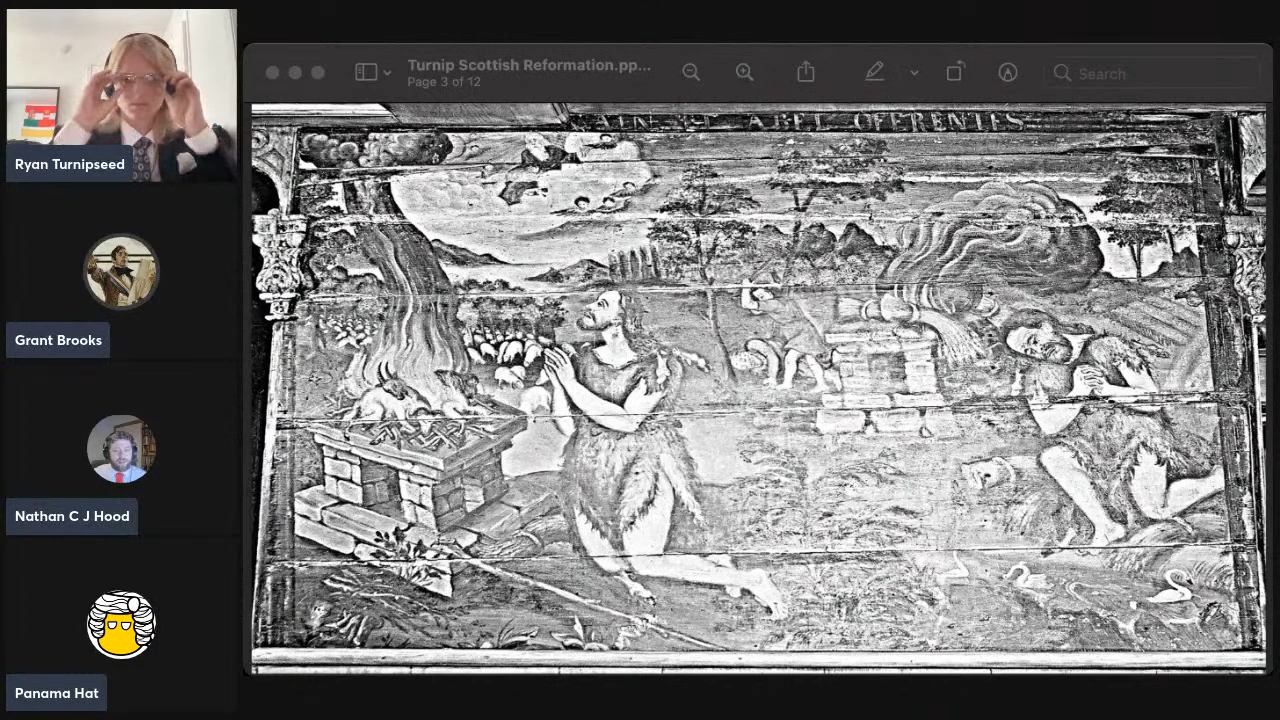 Turnip Scottish Reformation.pp...
Page 3 of 12
Search
ABEL OFFERENTES
Ryan Turnipseed
Grant Brooks
Nathan C J Hood
Panama Hat